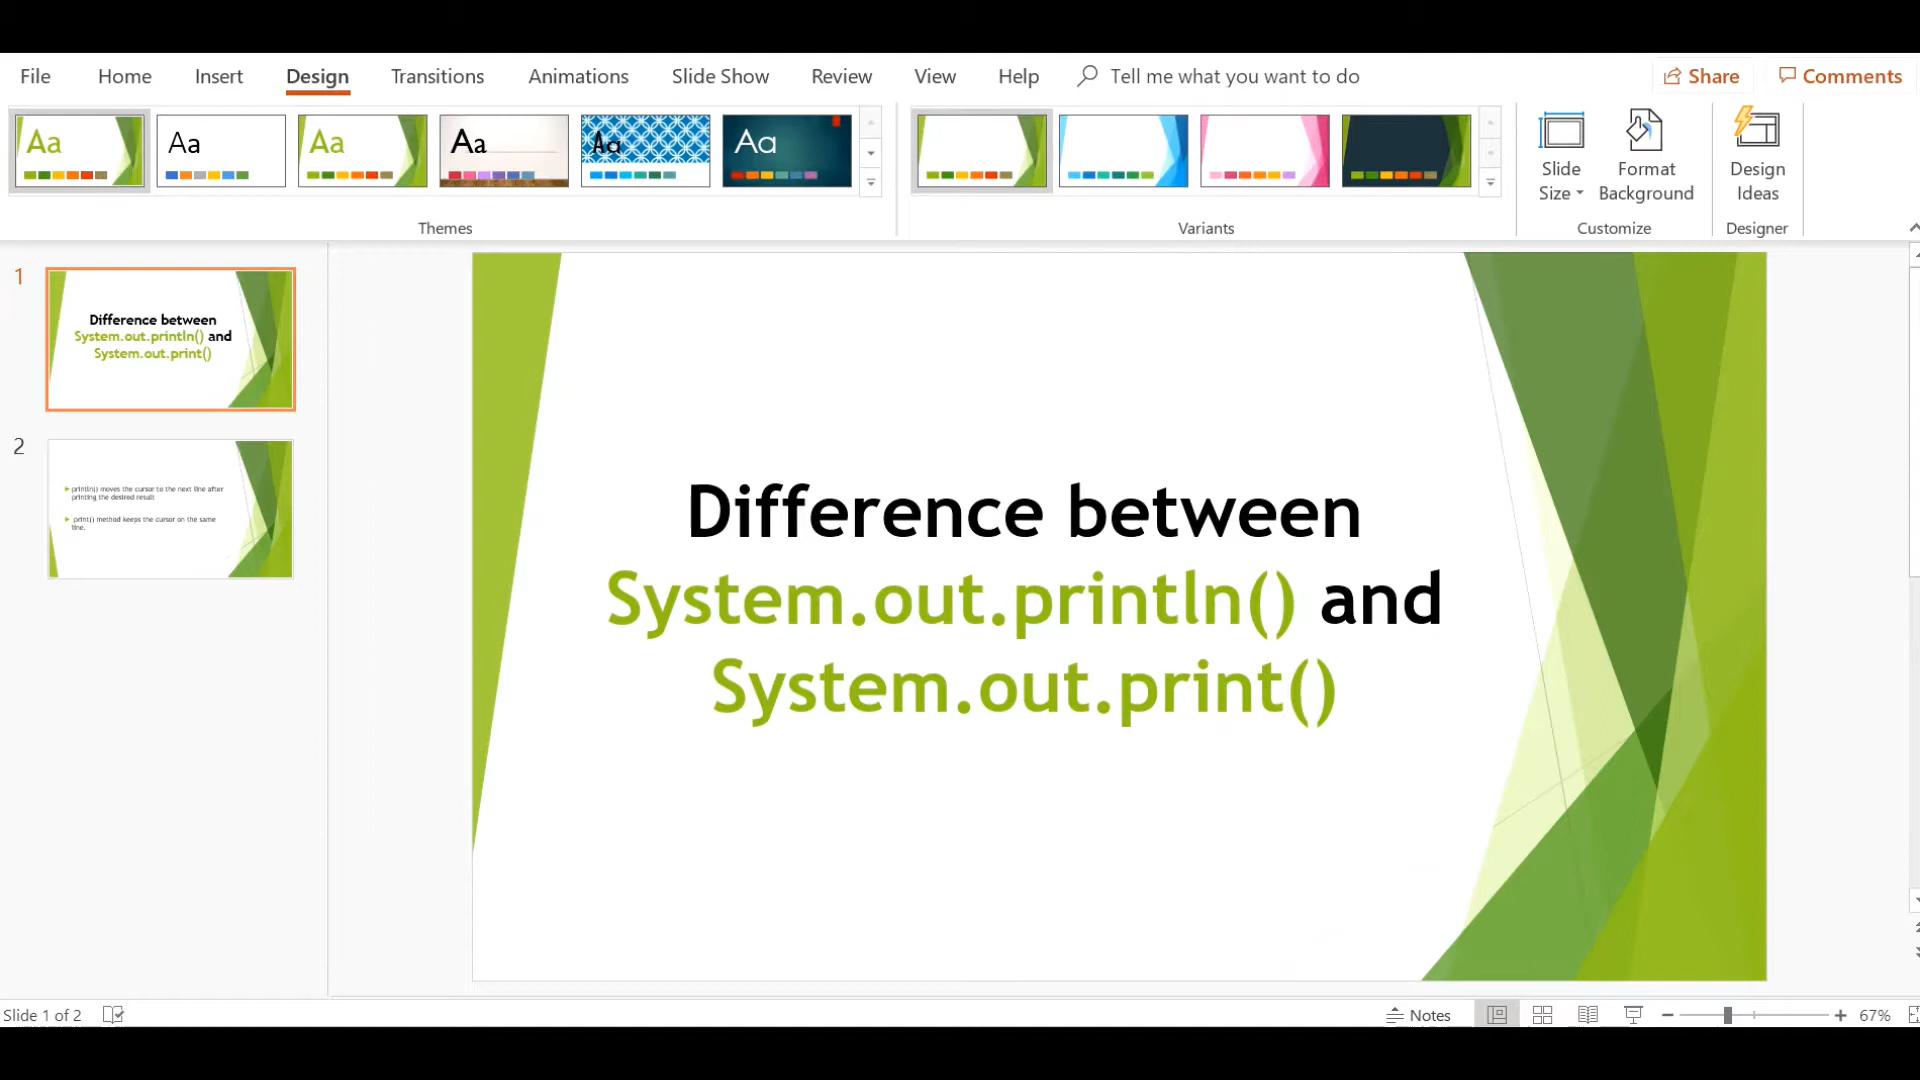 File Home Insert Design Transitions Animations Slide Show Review View Help Tell me what you want to do Share Comments
Aa Aa Aa Aa Aa Aa
Slide Size Format Background Design Ideas
Themes Variants Customize Designer
1
Difference between
System.out.println() and
System.out.print()
2
println() moves the cursor to the next line after
printing the desired result
print() method keeps the cursor on the same
line.
Difference between
System.out.println() and
System.out.print()
Slide 1 of 2 Notes 67%